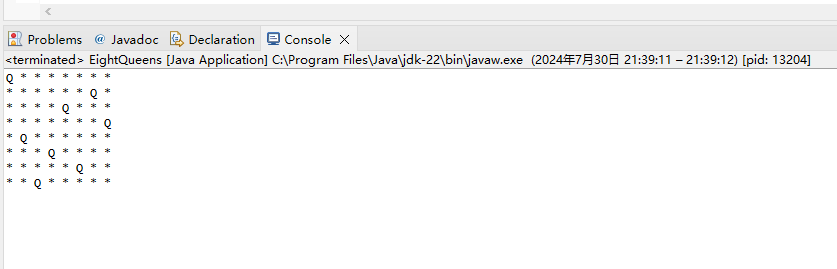 Problems Javadoc Declaration Console
<terminated> EightQueens [Java Application] C:\Program Files\Java\jdk-22\bin\javaw.exe (2024年7月30日 21:39:11 – 21:39:12) [pid: 13204]
Q * * * * * * *
* * * * * * Q *
* * * * Q * * *
* * * * * * * Q
* Q * * * * * *
* * * Q * * * *
* * * * * Q * *
* * Q * * * * *